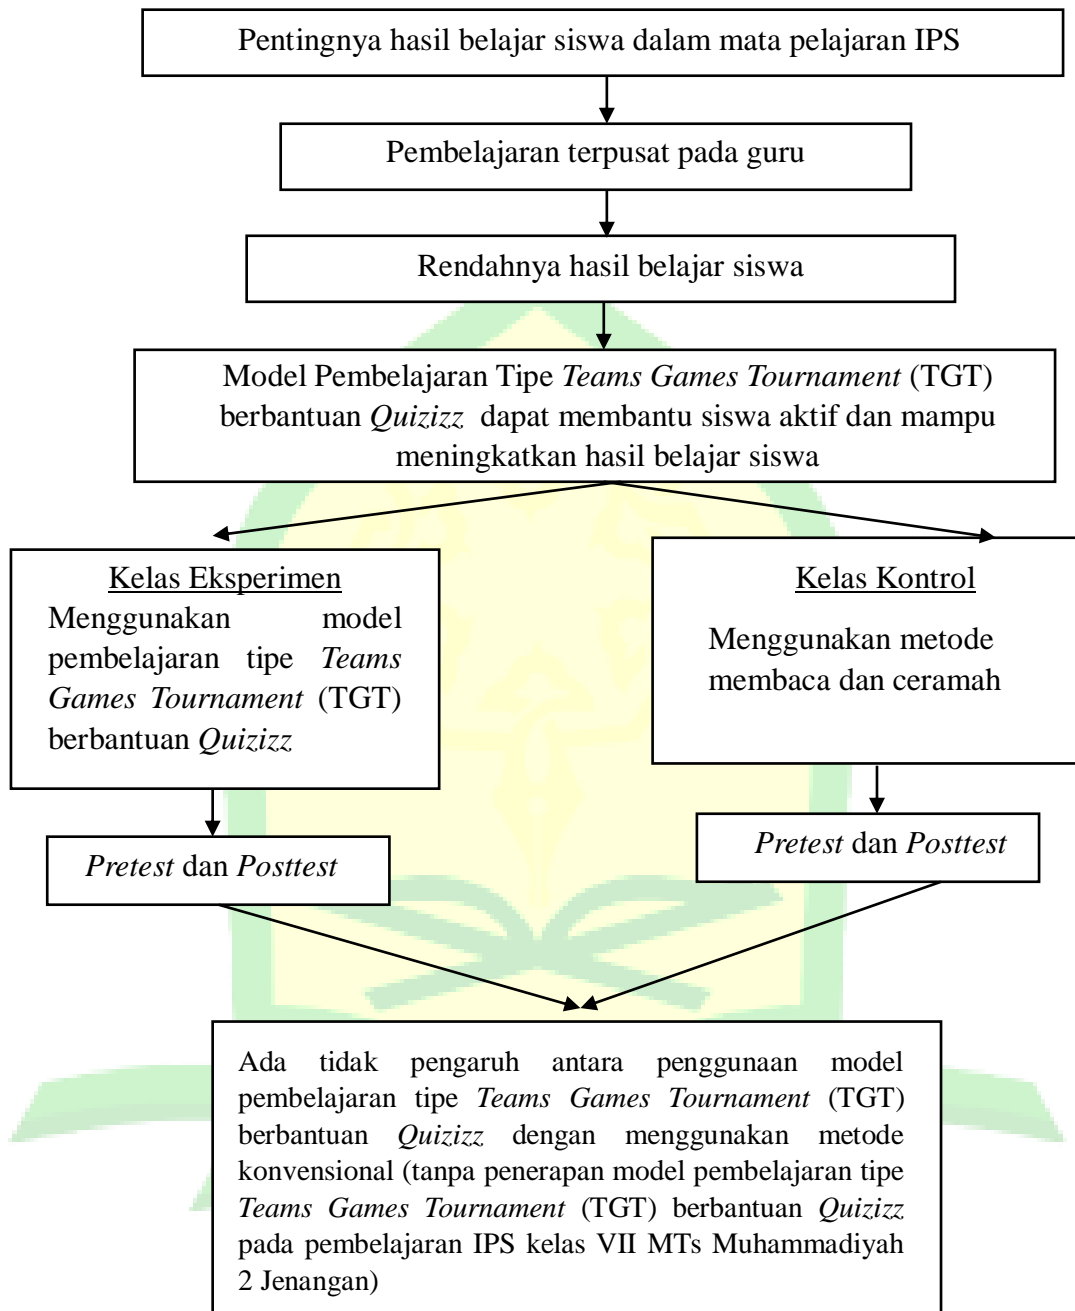 Pentingnya hasil belajar siswa dalam mata pelajaran IPS
Pembelajaran terpusat pada guru
Rendahnya hasil belajar siswa
Model Pembelajaran Tipe Teams Games Tournament (TGT)
berbantuan Quizizz dapat membantu siswa aktif dan mampu
meningkatkan hasil belajar siswa
Kelas Eksperimen
Menggunakan model
pembelajaran tipe Teams
Games Tournament (TGT)
berbantuan Quizizz
Kelas Kontrol
Menggunakan metode
membaca dan ceramah
Pretest dan Posttest
Pretest dan Posttest
Ada tidak pengaruh antara penggunaan model
pembelajaran tipe Teams Games Tournament (TGT)
berbantuan Quizizz dengan menggunakan metode
konvensional (tanpa penerapan model pembelajaran tipe
Teams Games Tournament (TGT) berbantuan Quizizz
pada pembelajaran IPS kelas VII MTs Muhammadiyah
2 Jenangan)